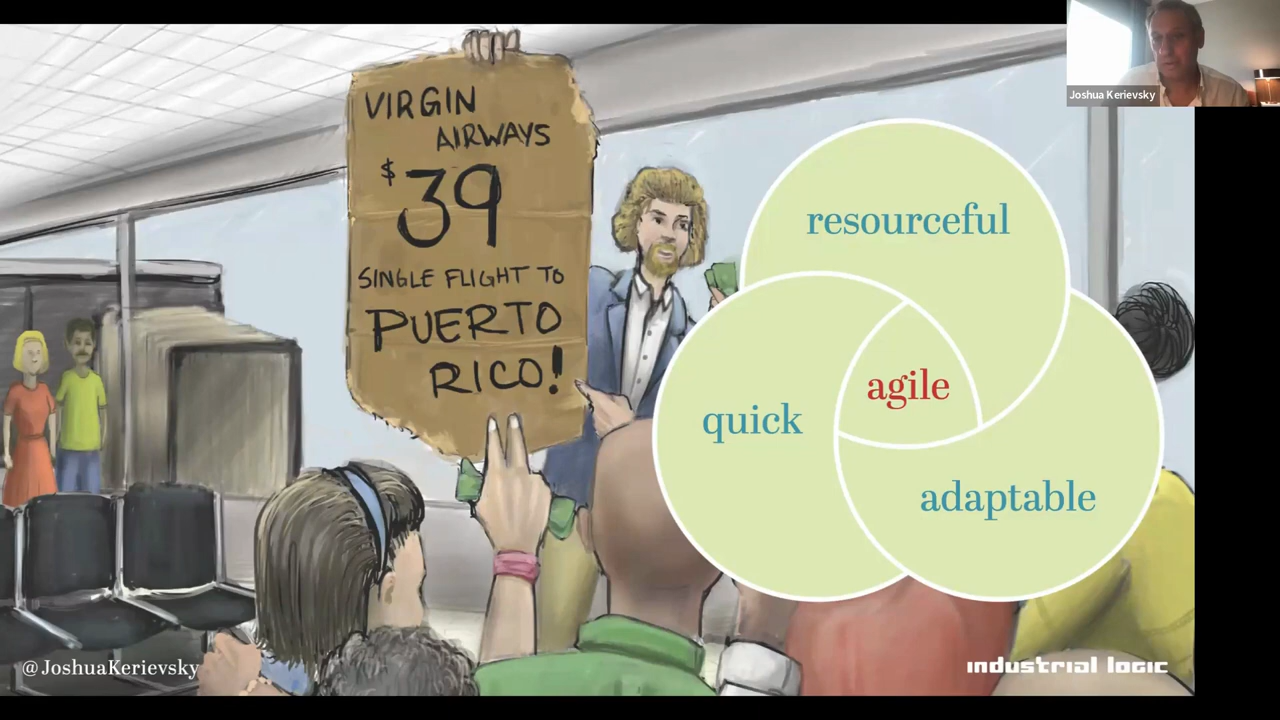 Joshua Kerievsky
VIRGIN
AIRWAYS
$39
SINGLE FLIGHT TO
PUERTO
RICO!
resourceful
agile
quick
adaptable
@JoshuaKerievsky
industrial logic